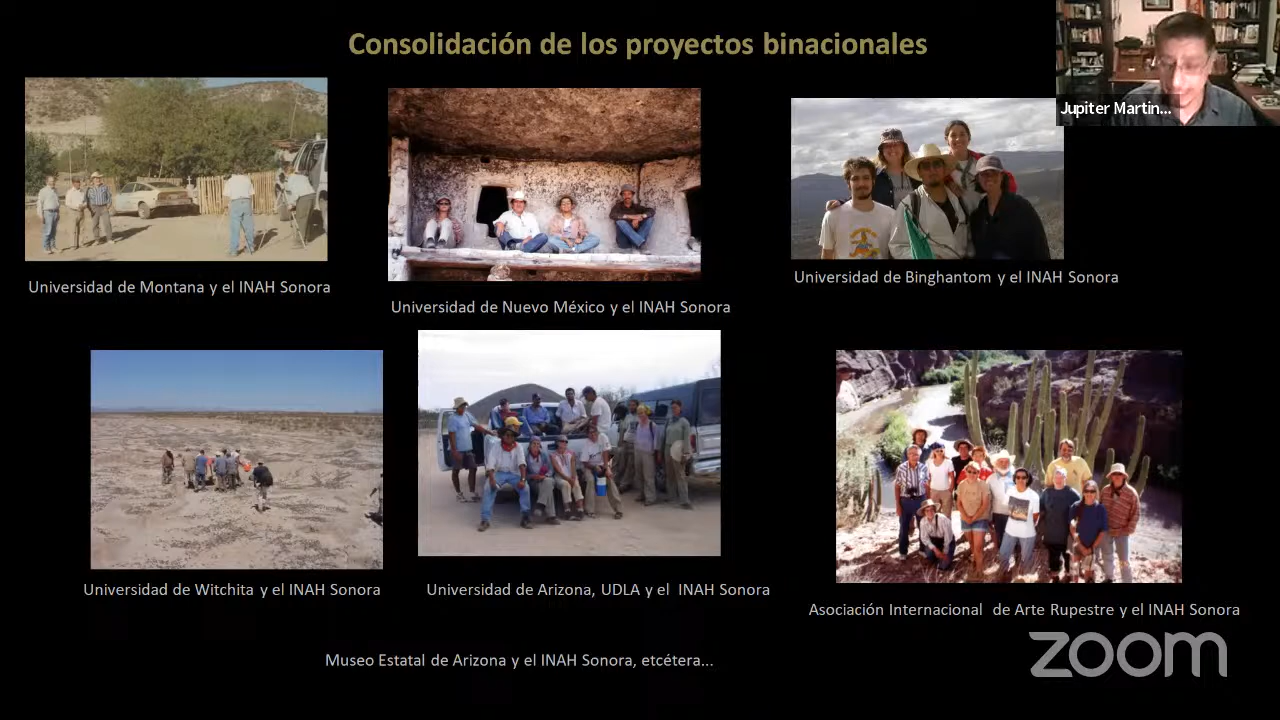 Consolidación de los proyectos binacionales
Jupiter Martin...
Universidad de Montana y el INAH Sonora
Universidad de Nuevo México y el INAH Sonora
Universidad de Binghantom y el INAH Sonora
Universidad de Witchita y el INAH Sonora
Universidad de Arizona, UDLA y el INAH Sonora
Asociación Internacional de Arte Rupestre y el INAH Sonora
Museo Estatal de Arizona y el INAH Sonora, etcétera...
zoom